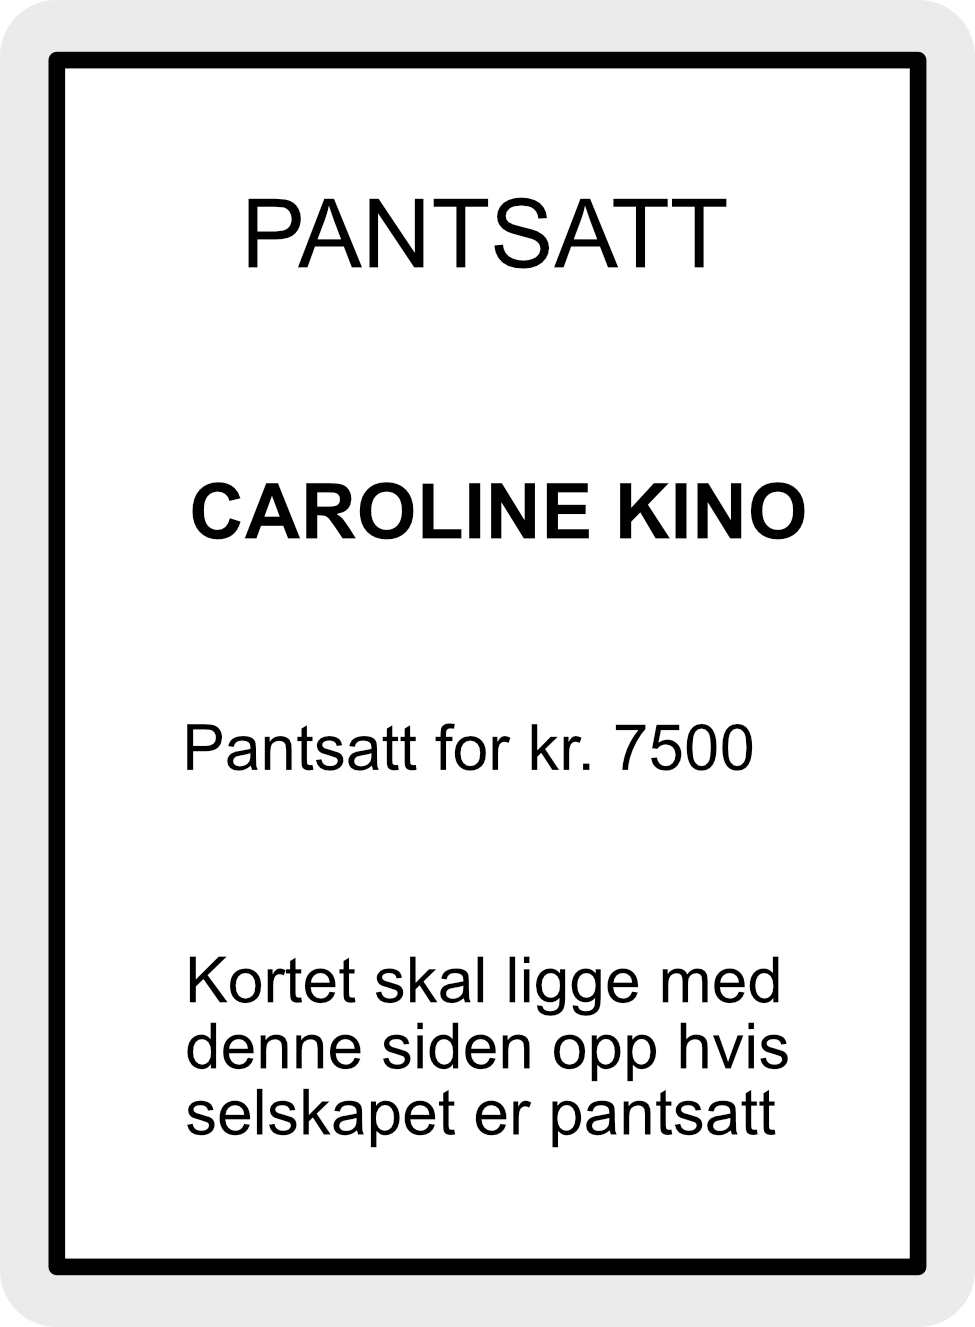 PANTSATT
CAROLINE KINO
Pantsatt for kr. 7500
Kortet skal ligge med
denne siden opp hvis
selskapet er pantsatt